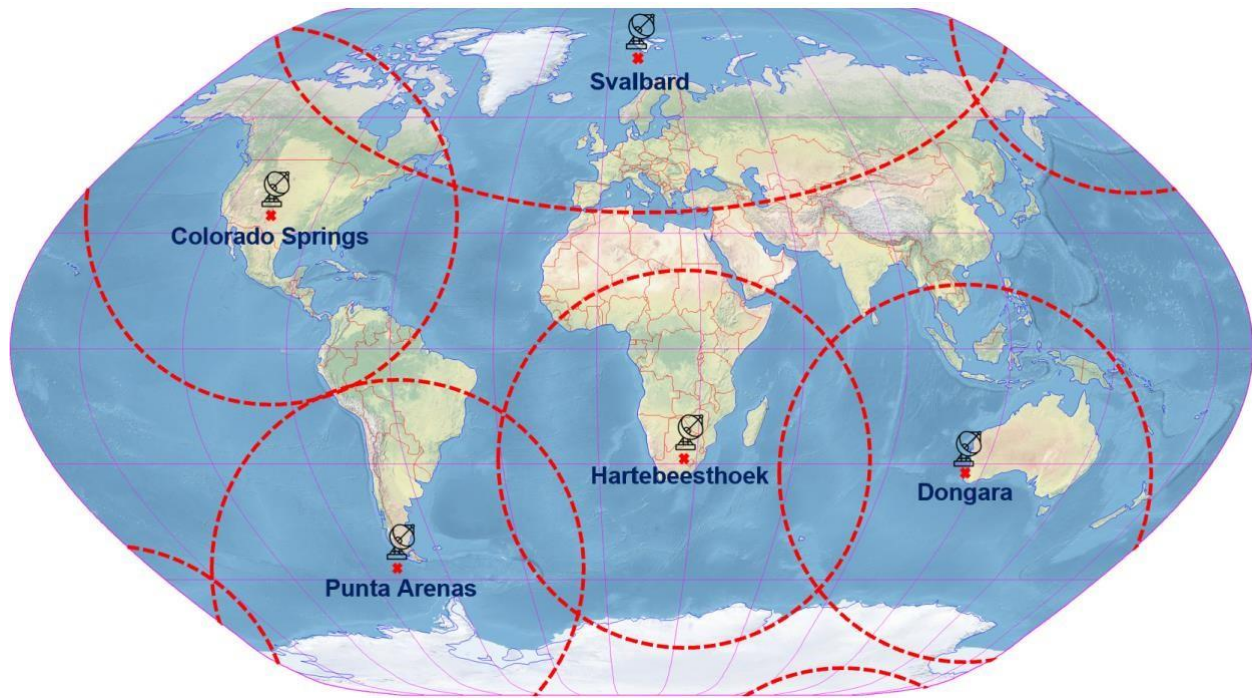 Svalbard
Colorado Springs
Hartebeesthoek
Dongara
Punta Arenas